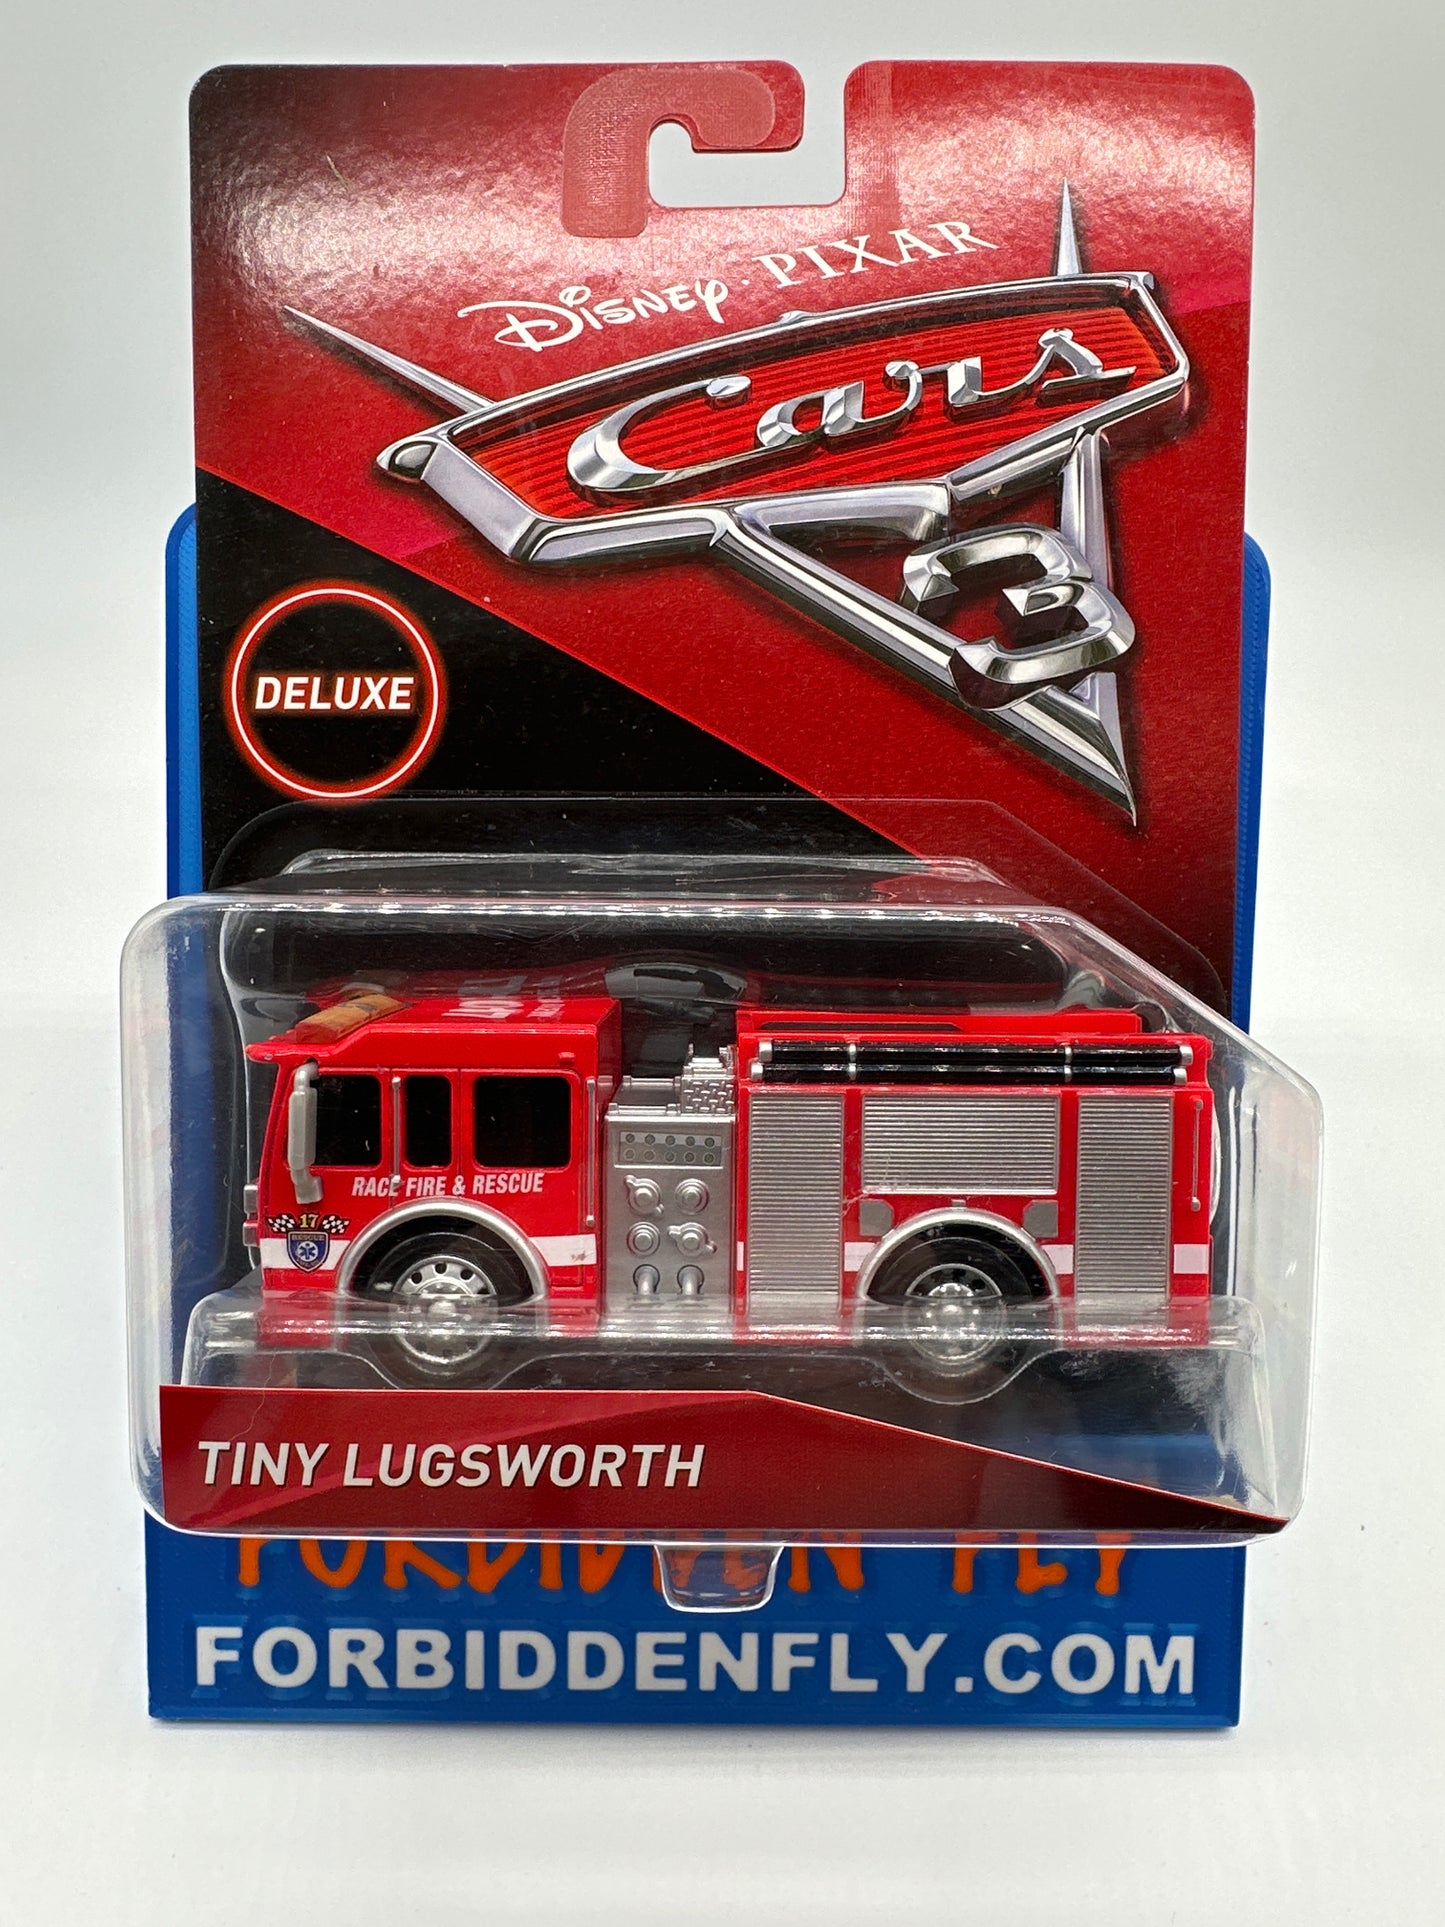 Disney · PIXAR
Cars
3
DELUXE
RACE FIRE & RESCUE
17
RESCUE
TINY LUGSWORTH
FORBIDDEN FLY
FORBIDDENFLY.COM